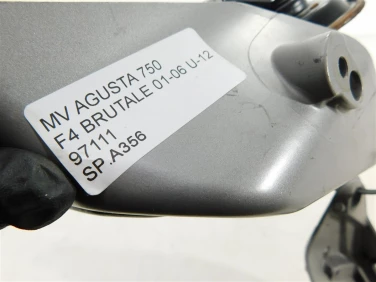 MV AGUSTA 750
F4 BRUTALE 01-06 U-12
97111
SP.A356